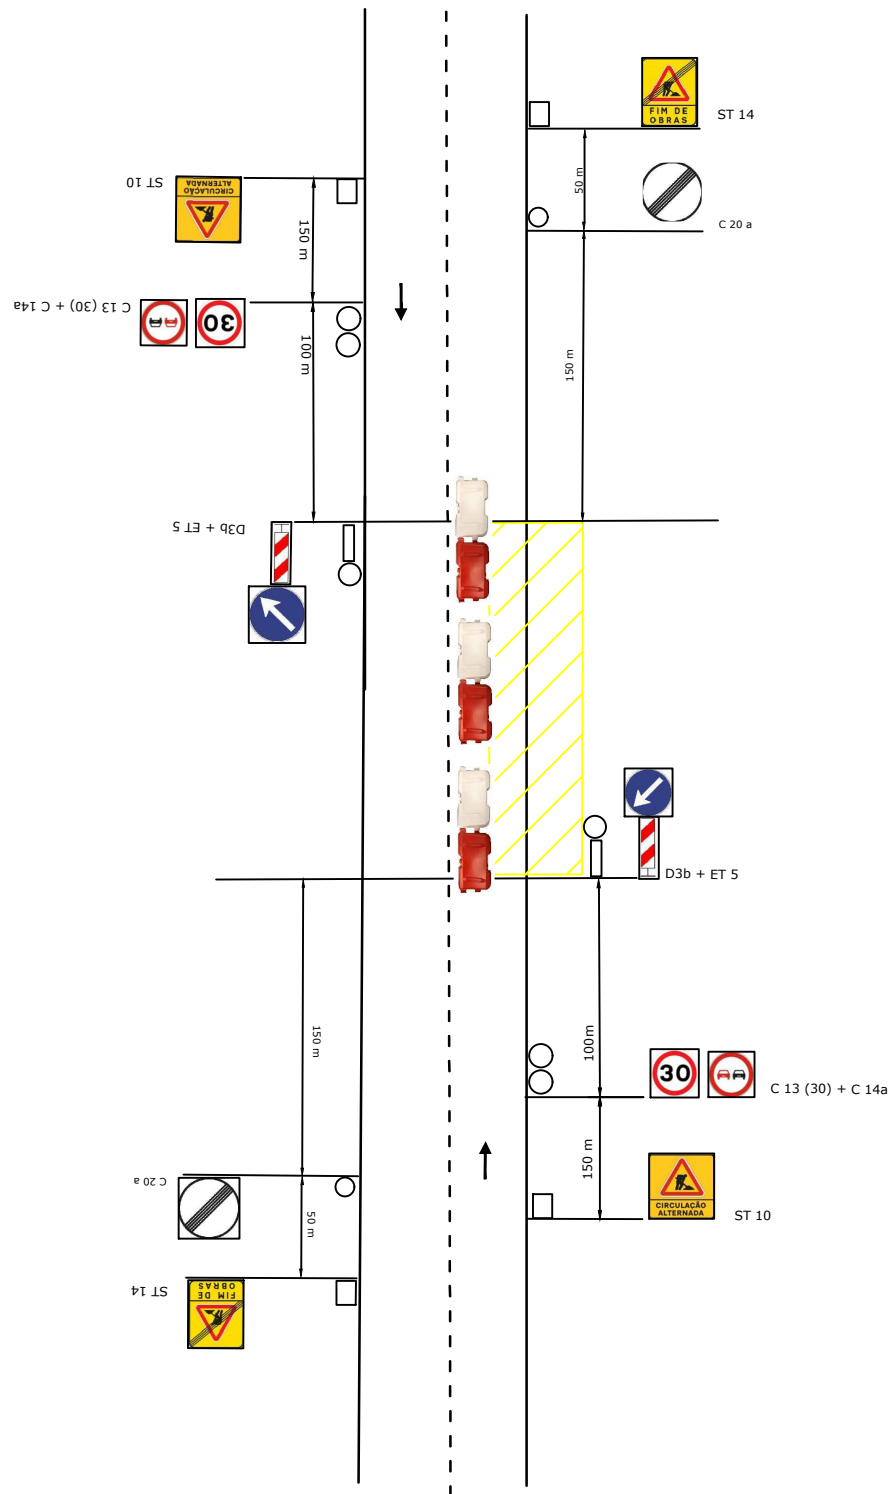 FIM DE
OBRAS
ST 14
50 m
C 20 a
ST 10
CIRCULAÇÃO
ALTERNADA
150 m
C 13 (30) + C 14a
30
100 m
150 m
D3b + ET 5
D3b + ET 5
150 m
100m
30
C 13 (30) + C 14a
150 m
CIRCULAÇÃO
ALTERNADA
ST 10
C 20 a
50 m
ST 14
FIM DE
OBRAS